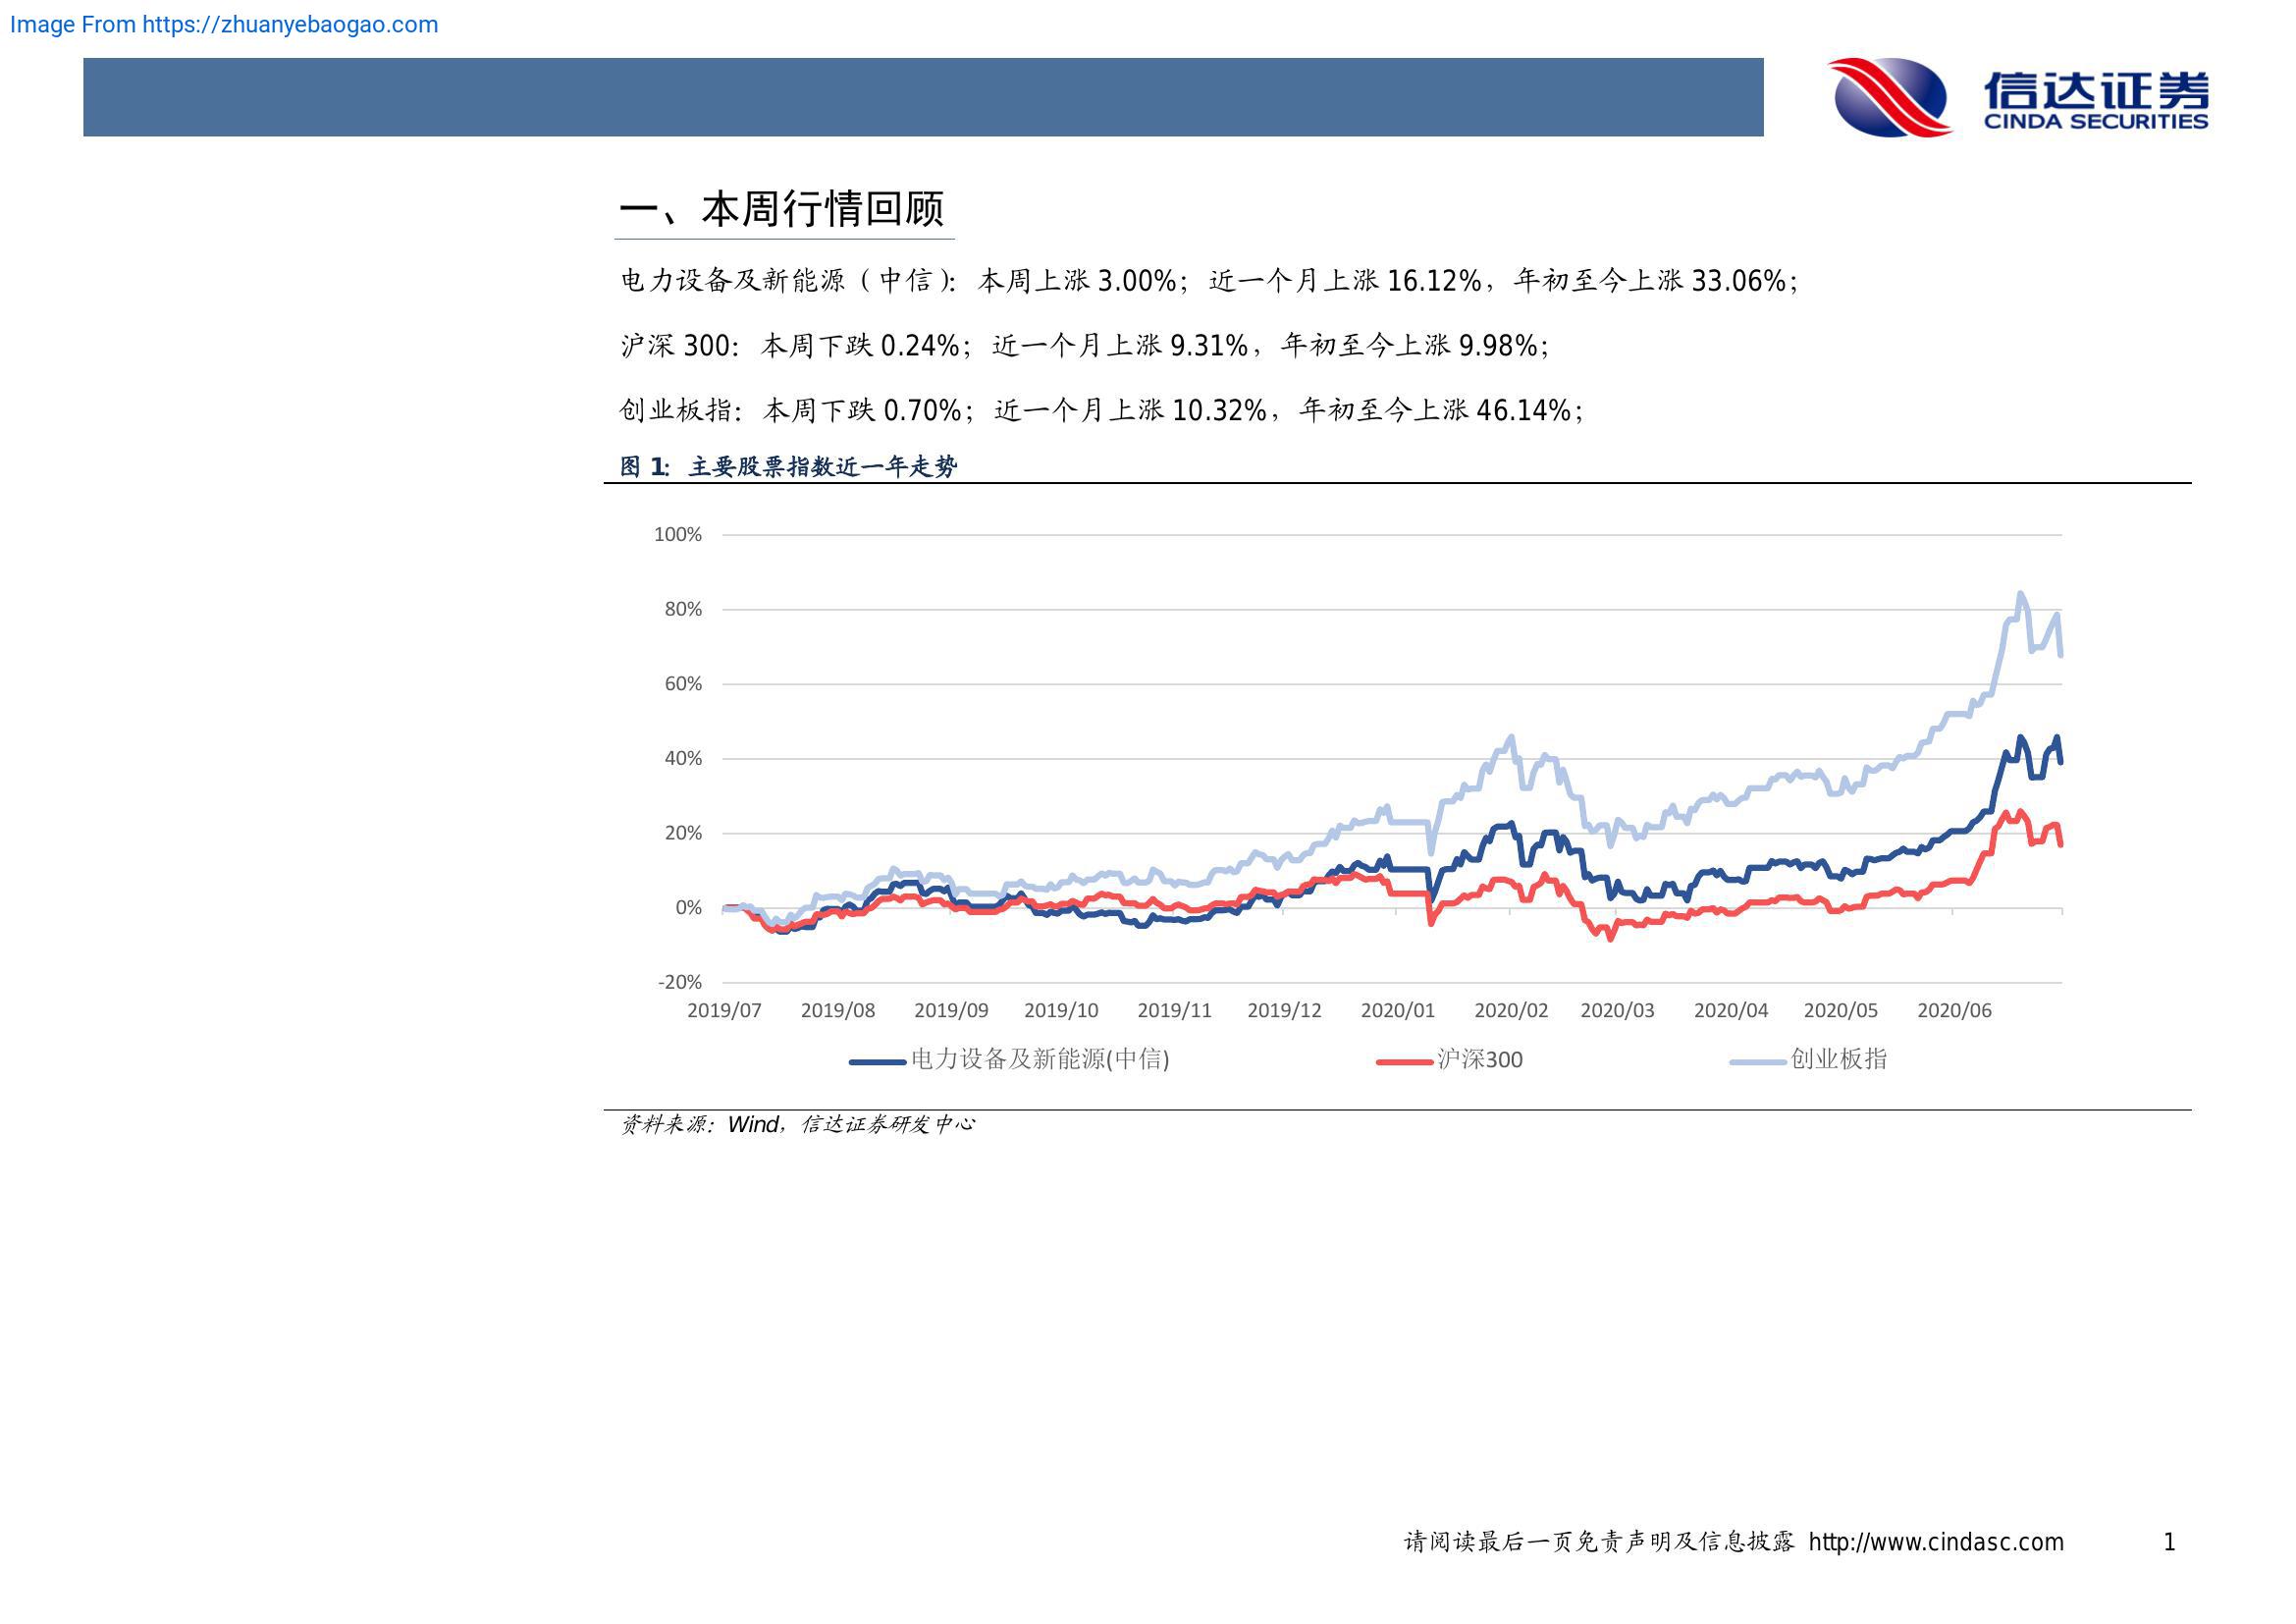 Image From https://zhuanyebaogao.com
信达证券
CINDA SECURITIES
一、本周行情回顾
电力设备及新能源（中信）：本周上涨 3.00%；近一个月上涨 16.12%，年初至今上涨 33.06%；
沪深 300：本周下跌 0.24%；近一个月上涨 9.31%，年初至今上涨 9.98%；
创业板指：本周下跌 0.70%；近一个月上涨 10.32%，年初至今上涨 46.14%；
图 1：主要股票指数近一年走势
100%
80%
60%
40%
20%
0%
-20%
2019/07 2019/08 2019/09 2019/10 2019/11 2019/12 2020/01 2020/02 2020/03 2020/04 2020/05 2020/06
电力设备及新能源(中信) 沪深300 创业板指
资料来源：Wind，信达证券研发中心
请阅读最后一页免责声明及信息披露 http://www.cindasc.com 1